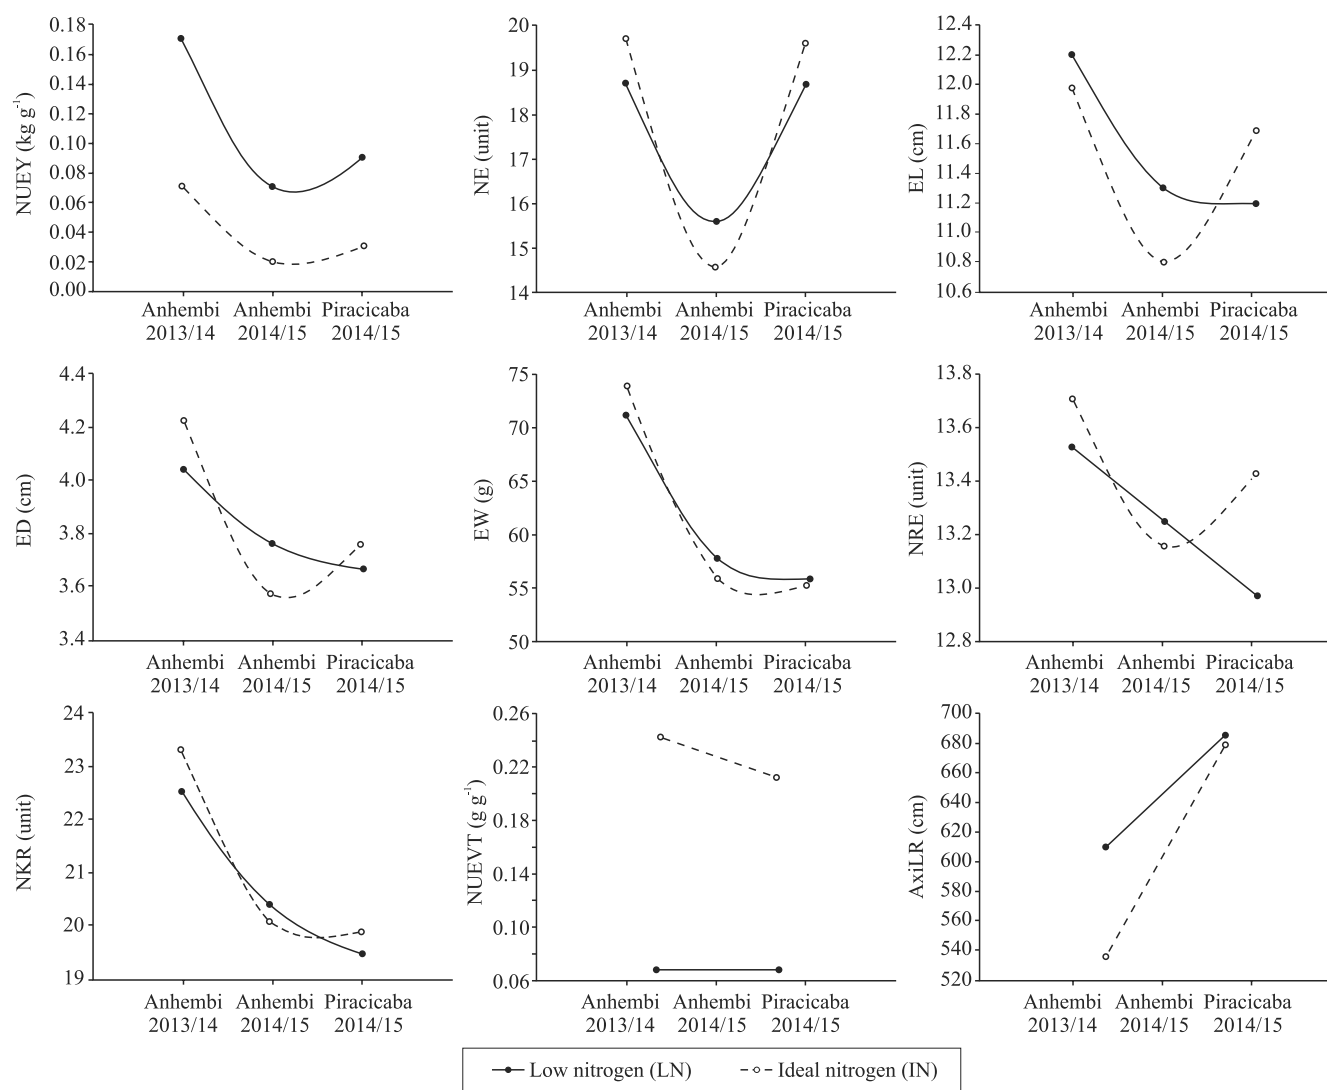 0.18
0.16
0.14
0.12
0.10
0.08
0.06
0.04
0.02
0.00
NUEY (kg g⁻¹)
Anhembi Anhembi Piracicaba
2013/14 2014/15 2014/15
20
19
18
17
16
15
14
NE (unit)
Anhembi Anhembi Piracicaba
2013/14 2014/15 2014/15
12.4
12.2
12.0
11.8
11.6
11.4
11.2
11.0
10.8
10.6
EL (cm)
Anhembi Anhembi Piracicaba
2013/14 2014/15 2014/15
4.4
4.2
4.0
3.8
3.6
3.4
ED (cm)
Anhembi Anhembi Piracicaba
2013/14 2014/15 2014/15
75
70
65
60
55
50
EW (g)
Anhembi Anhembi Piracicaba
2013/14 2014/15 2014/15
13.8
13.6
13.4
13.2
13.0
12.8
NRE (unit)
Anhembi Anhembi Piracicaba
2013/14 2014/15 2014/15
24
23
22
21
20
19
NKR (unit)
Anhembi Anhembi Piracicaba
2013/14 2014/15 2014/15
0.26
0.22
0.18
0.14
0.10
0.06
NUEVT (g g⁻¹)
Anhembi Anhembi Piracicaba
2013/14 2014/15 2014/15
700
680
660
640
620
600
580
560
540
520
AxiLR (cm)
Anhembi Anhembi Piracicaba
2013/14 2014/15 2014/15
Low nitrogen (LN) Ideal nitrogen (IN)